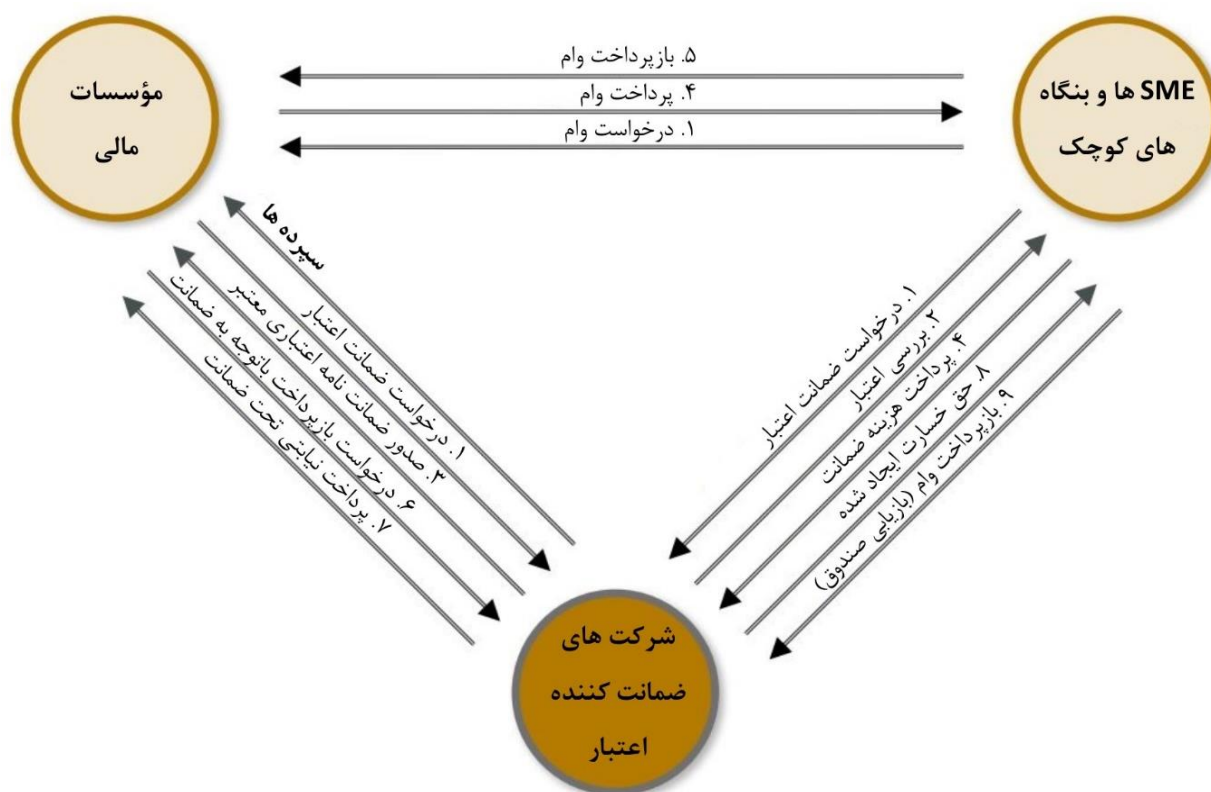 ۵. بازپرداخت وام
۴. پرداخت وام
۱. درخواست وام
SME ها و بنگاه
های کوچک
مؤسسات
مالی
۱. درخواست ضمانت اعتبار
۲. بررسی اعتبار
۴. پرداخت هزینه ضمانت
۸. حق خسارت ایجاد شده
۹. بازپرداخت وام (بازیابی صندوق)
سپرده ها
۱. درخواست ضمانت اعتبار
۳. صدور ضمانت نامه اعتباری معتبر
۶. درخواست بازپرداخت باتوجه به ضمانت
۷. پرداخت نیابتی تحت ضمانت
شرکت های
ضمانت کننده
اعتبار